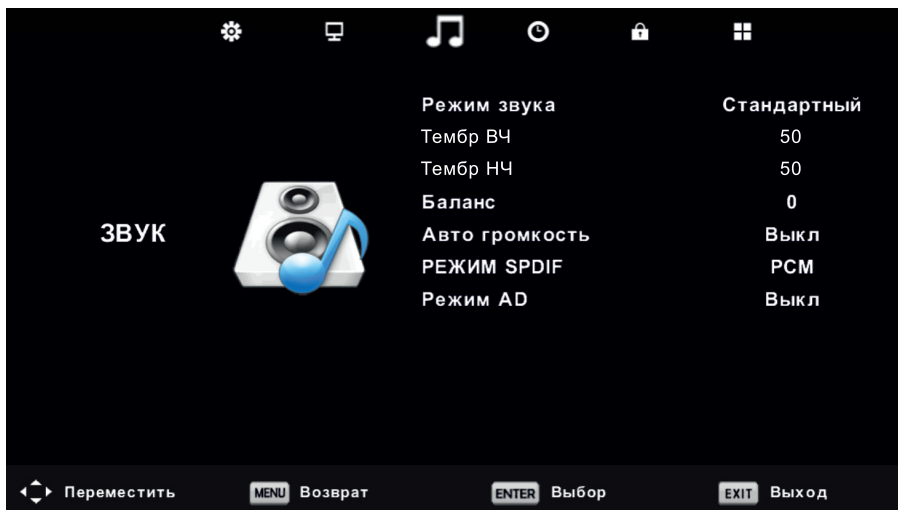 Режим звука Стандартный
Тембр ВЧ 50
Тембр НЧ 50
Баланс 0
ЗВУК
Авто громкость Выкл
РЕЖИМ SPDIF PCM
Режим AD Выкл
Переместить MENU Возврат ENTER Выбор EXIT Выход